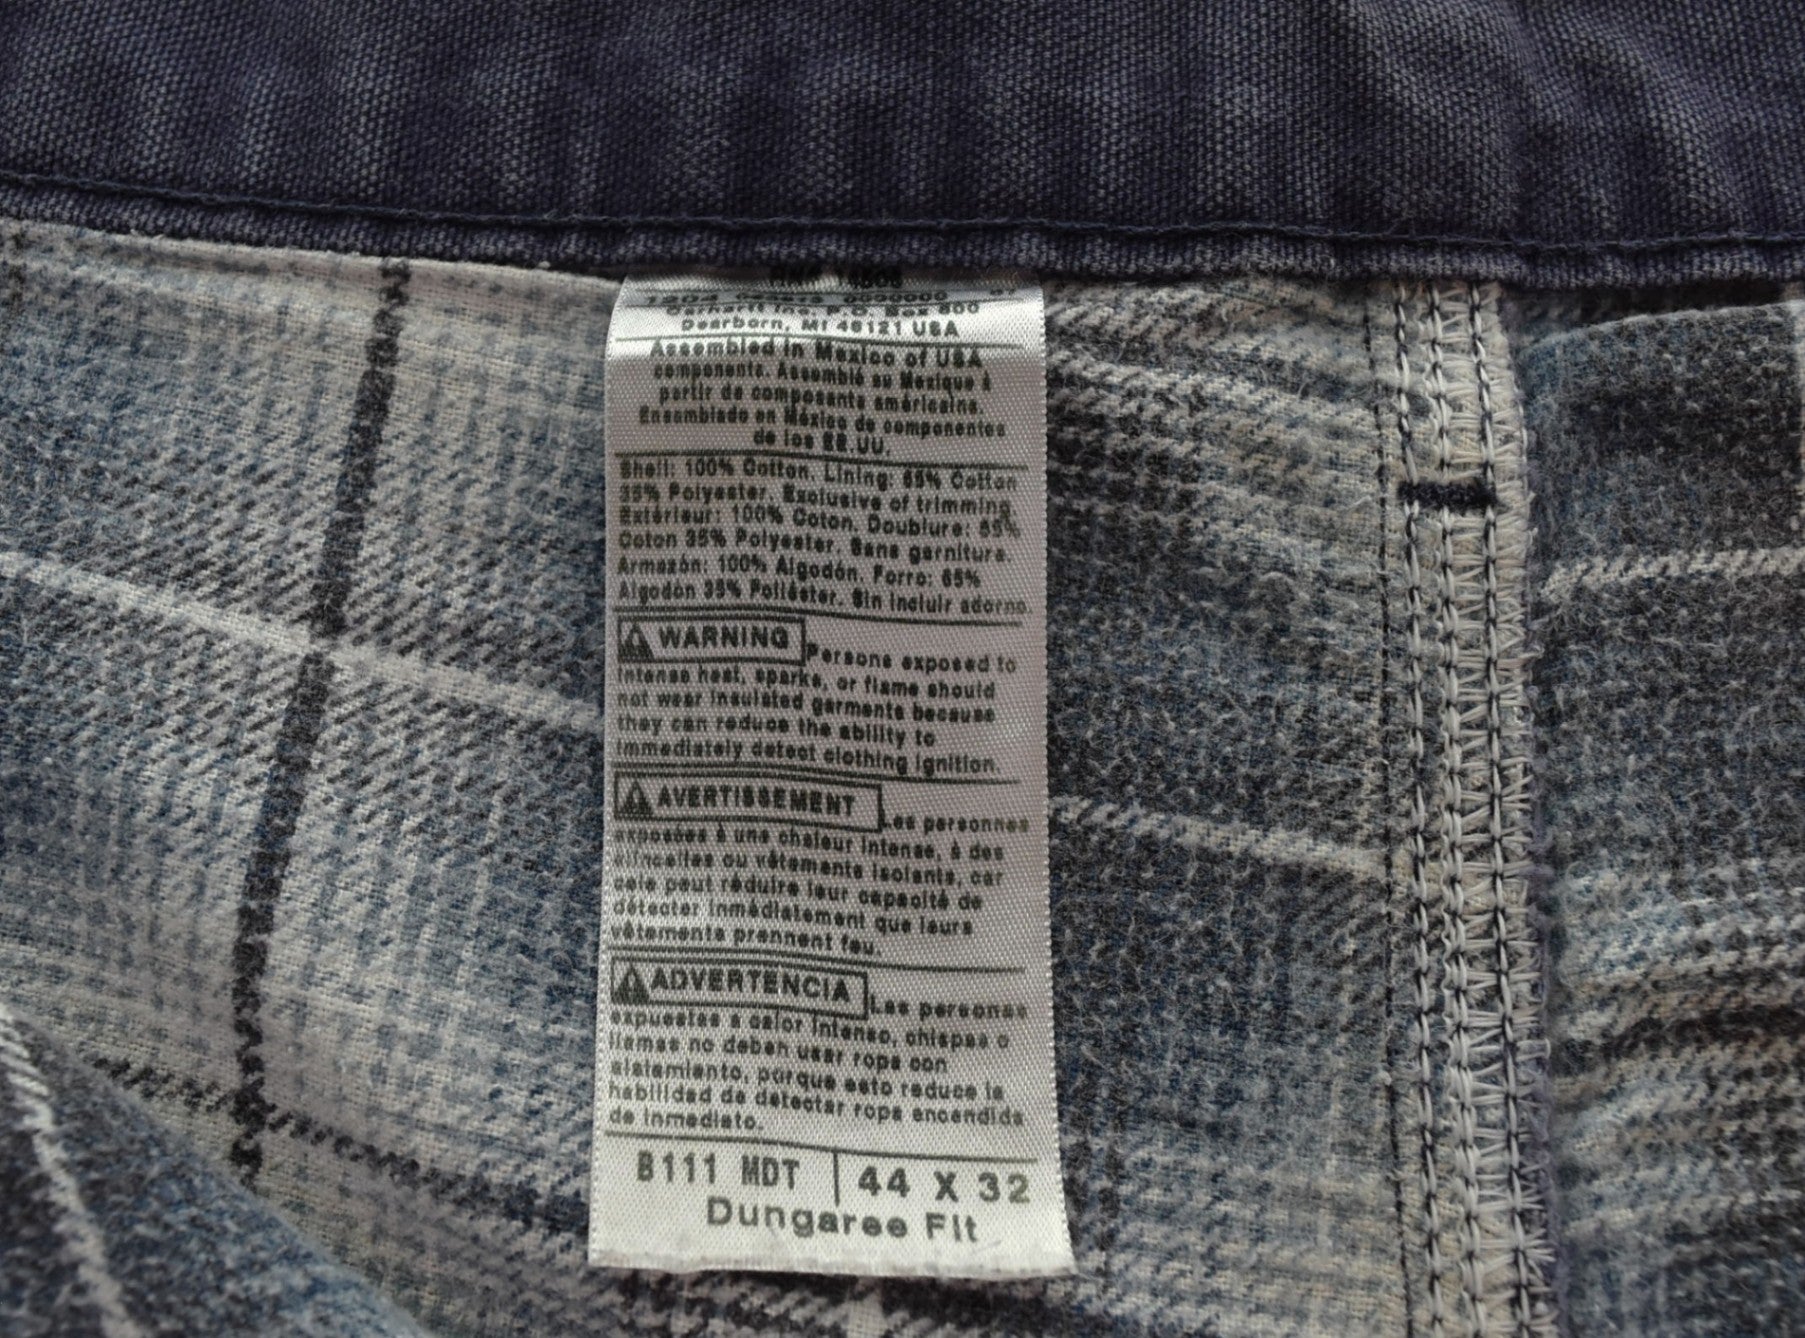 Dearborn, MI 48121 USA
Assembled in Mexico of USA
components. Assemblé au Mexique à
partir de composants américains.
Ensamblado en México de componentes
de los EE.UU.
Shell: 100% Cotton. Lining: 65% Cotton
35% Polyester. Exclusive of trimming
Extérieur: 100% Coton. Doublure: 65%
Coton 35% Polyester. Sans garniture.
Armazón: 100% Algodón. Forro: 65%
Algodon 35% Poliéster. Sin incluir adorno
WARNING Persons exposed to
intense heat, sparks, or flame should
not wear insulated garments because
they can reduce the ability to
immediately detect clothing ignition.
AVERTISSEMENT Les personnes
exposées à une chaleur intense, à des
étincelles ou vêtements isolants, car
cela peut réduire leur capacité de
détecter immédiatement que leurs
vêtements prennent feu.
ADVERTENCIA Las personas
expuestas a calor intenso, chispas o
llamas no deben usar ropa con
aislamiento, porque esto reduce la
habilidad de detectar ropa encendida
de inmediato.
B111 MDT 44 X 32
Dungaree Fit